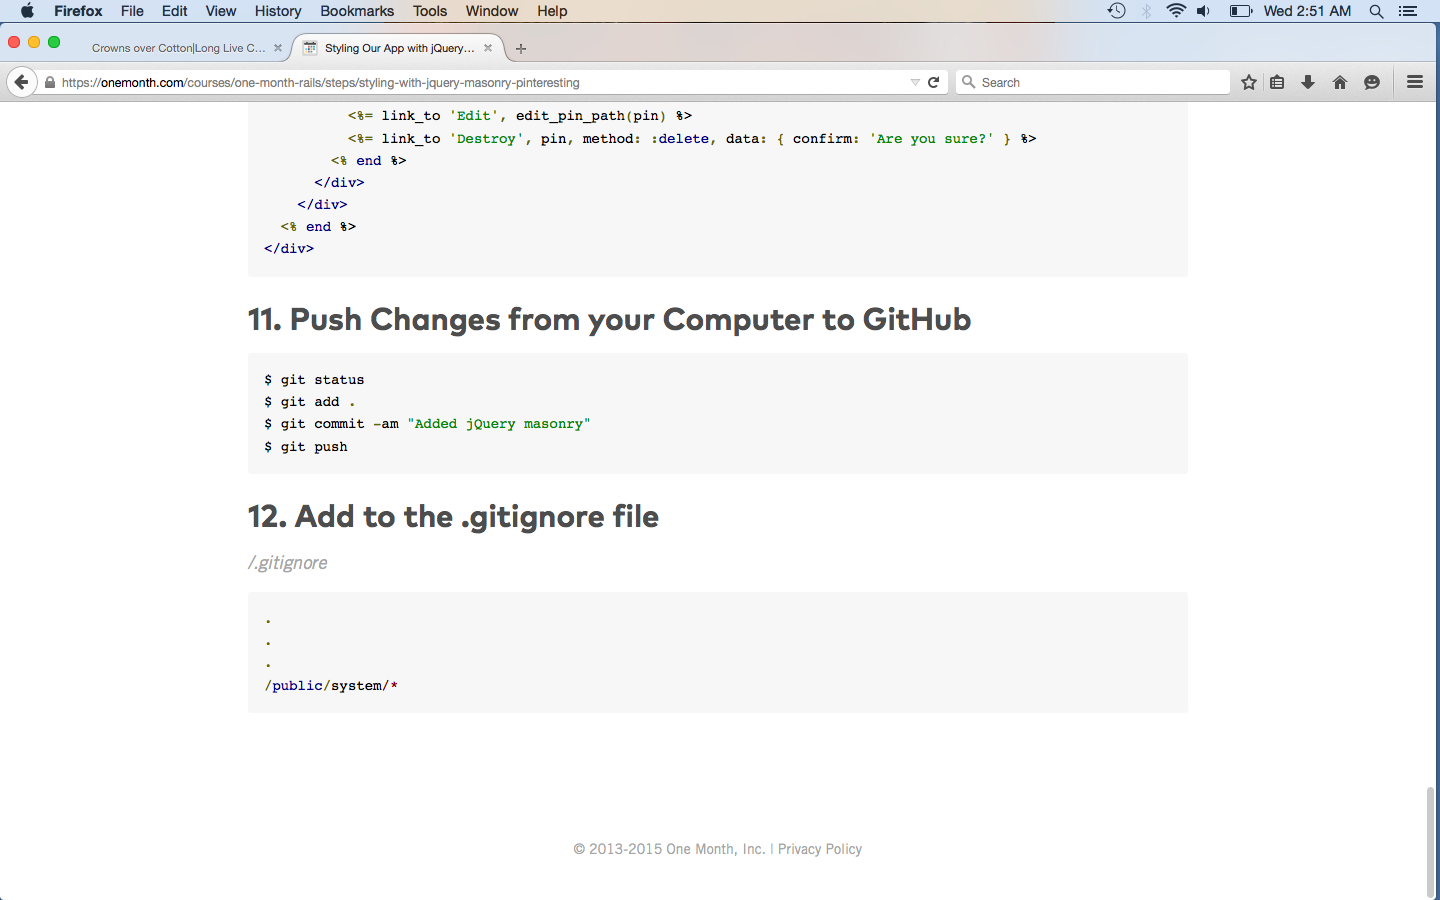 Firefox File Edit View History Bookmarks Tools Window Help Wed 2:51 AM
Crowns over Cotton|Long Live C... Styling Our App with jQuery...
https://onemonth.com/courses/one-month-rails/steps/styling-with-jquery-masonry-pinteresting Search
<%= link_to 'Edit', edit_pin_path(pin) %>
<%= link_to 'Destroy', pin, method: :delete, data: { confirm: 'Are you sure?' } %>
<% end %>
</div>
</div>
<% end %>
</div>
11. Push Changes from your Computer to GitHub
$ git status
$ git add .
$ git commit -am "Added jQuery masonry"
$ git push
12. Add to the .gitignore file
/.gitignore
.
.
.
/public/system/*
© 2013-2015 One Month, Inc. | Privacy Policy